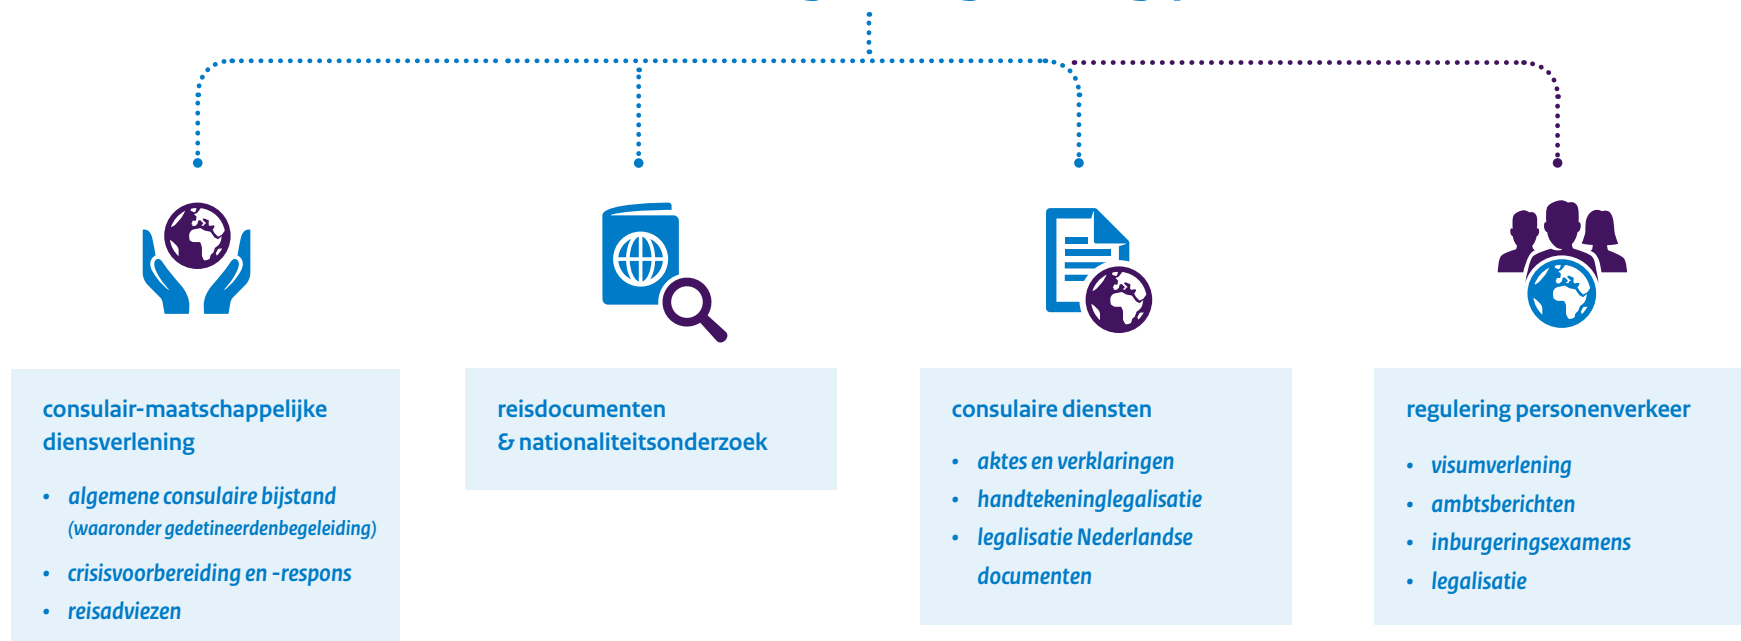 consulair-maatschappelijke
diensverlening
• algemene consulaire bijstand
(waaronder gedetineerdenbegeleiding)
• crisisvoorbereiding en -respons
• reisadviezen
reisdocumenten
& nationaliteitsonderzoek
consulaire diensten
• aktes en verklaringen
• handtekeninglegalisatie
• legalisatie Nederlandse
documenten
regulering personenverkeer
• visumverlening
• ambtsberichten
• inburgeringsexamens
• legalisatie